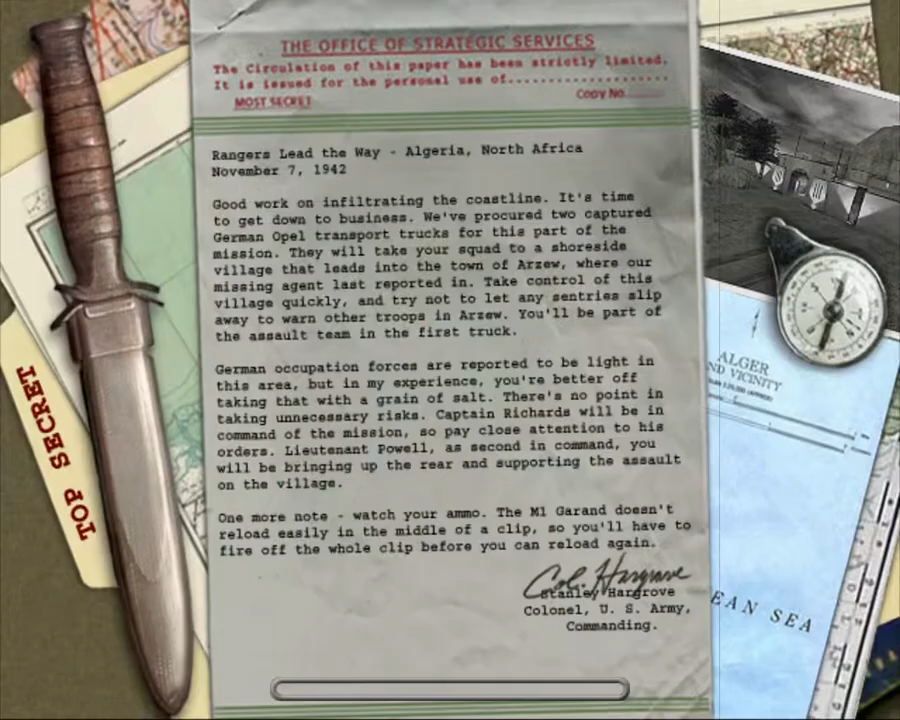 THE OFFICE OF STRATEGIC SERVICES
The Circulation of this paper has been strictly limited.
It is issued for the personal use of....................
MOST SECRET
Copy No.........
Rangers Lead the Way - Algeria, North Africa
November 7, 1942
Good work on infiltrating the coastline. It's time
to get down to business. We've procured two captured
German Opel transport trucks for this part of the
mission. They will take your squad to a shoreside
village that leads into the town of Arzew, where our
missing agent last reported in. Take control of this
village quickly, and try not to let any sentries slip
away to warn other troops in Arzew. You'll be part of
the assault team in the first truck.
German occupation forces are reported to be light in
this area, but in my experience, you're better off
taking that with a grain of salt. There's no point in
taking unnecessary risks. Captain Richards will be in
command of the mission, so pay close attention to his
orders. Lieutenant Powell, as second in command, you
will be bringing up the rear and supporting the assault
on the village.
One more note - watch your ammo. The M1 Garand doesn't
reload easily in the middle of a clip, so you'll have to
fire off the whole clip before you can reload again.
Col. Hargrove
Stanley Hargrove
Colonel, U. S. Army,
Commanding.
TOP SECRET
ALGER
ND VICINITY
EAN SEA